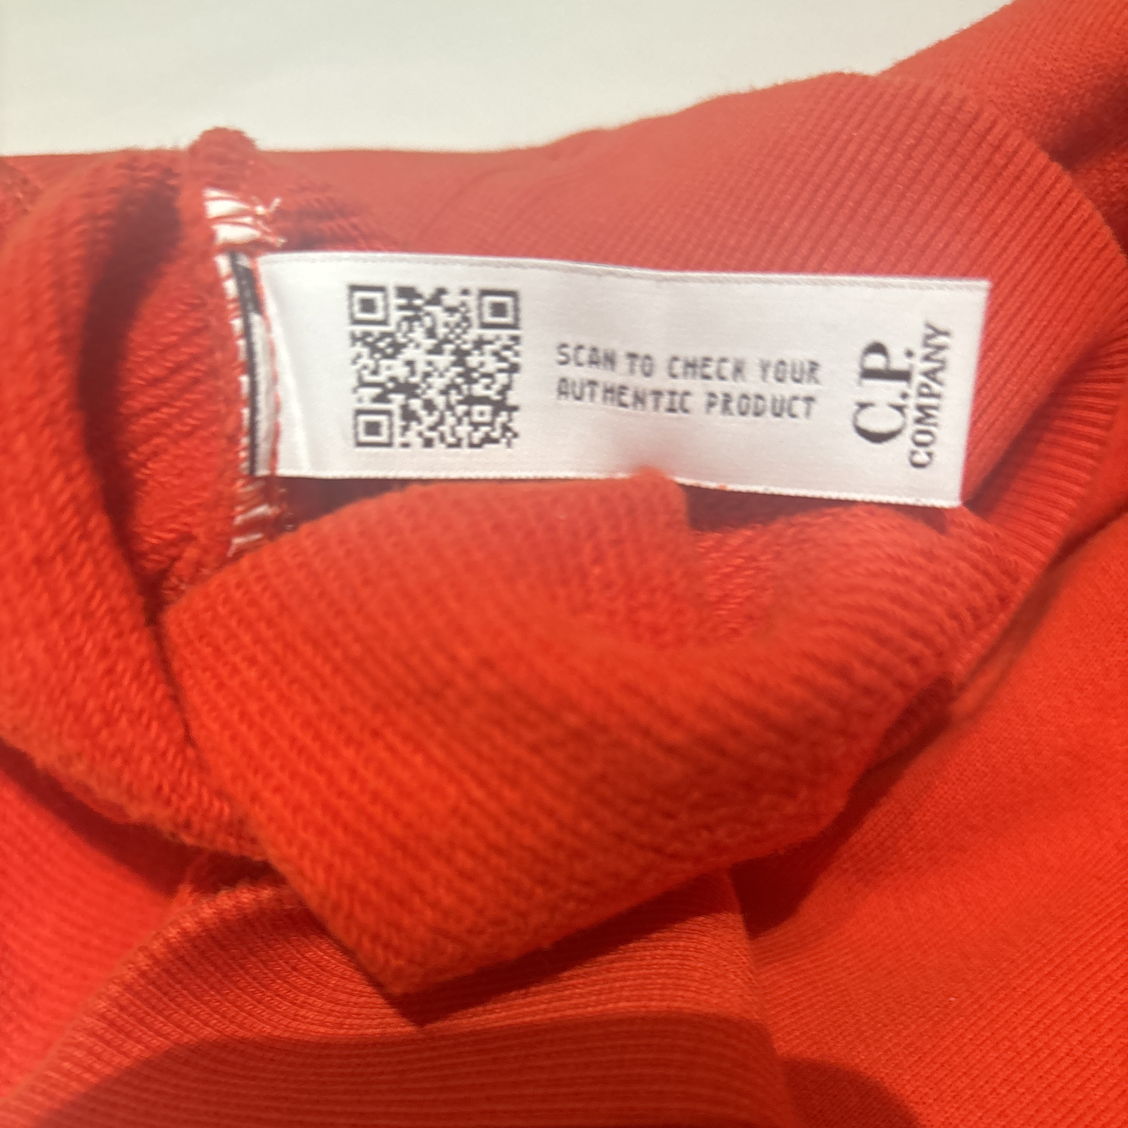 SCAN TO CHECK YOUR
AUTHENTIC PRODUCT
C.P.
COMPANY